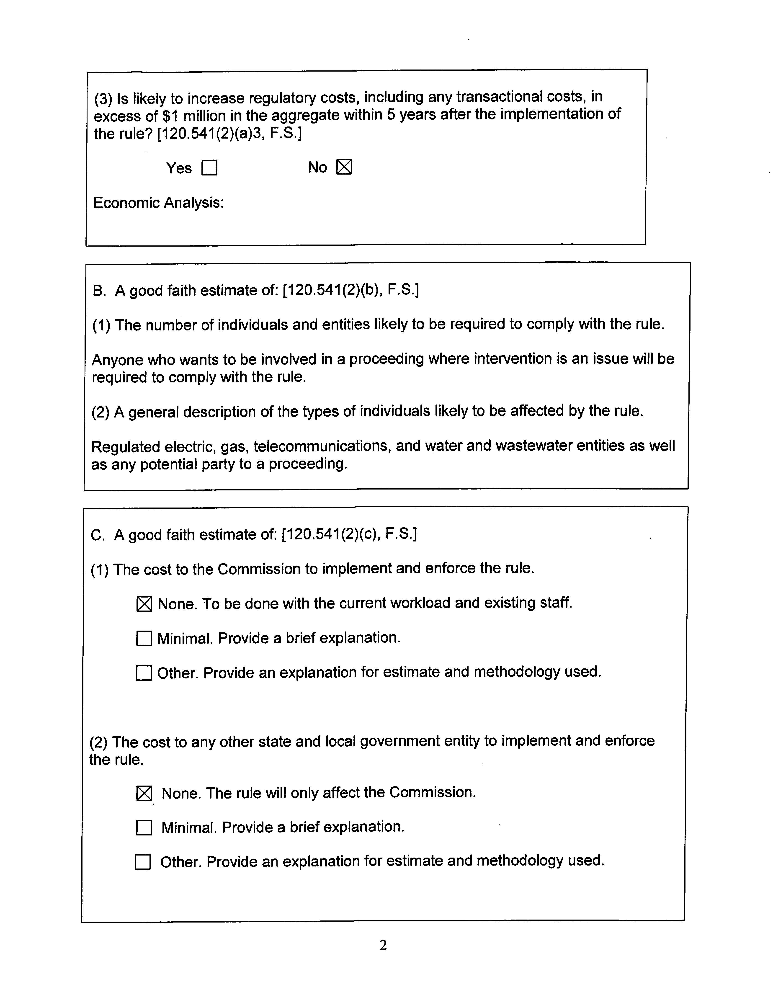 (3) Is likely to increase regulatory costs, including any transactional costs, in
excess of $1 million in the aggregate within 5 years after the implementation of
the rule? [120.541(2)(a)3, F.S.]
Yes ☐ No ☒
Economic Analysis:
B. A good faith estimate of: [120.541(2)(b), F.S.]
(1) The number of individuals and entities likely to be required to comply with the rule.
Anyone who wants to be involved in a proceeding where intervention is an issue will be
required to comply with the rule.
(2) A general description of the types of individuals likely to be affected by the rule.
Regulated electric, gas, telecommunications, and water and wastewater entities as well
as any potential party to a proceeding.
C. A good faith estimate of: [120.541(2)(c), F.S.]
(1) The cost to the Commission to implement and enforce the rule.
☒ None. To be done with the current workload and existing staff.
☐ Minimal. Provide a brief explanation.
☐ Other. Provide an explanation for estimate and methodology used.
(2) The cost to any other state and local government entity to implement and enforce
the rule.
☒ None. The rule will only affect the Commission.
☐ Minimal. Provide a brief explanation.
☐ Other. Provide an explanation for estimate and methodology used.
2